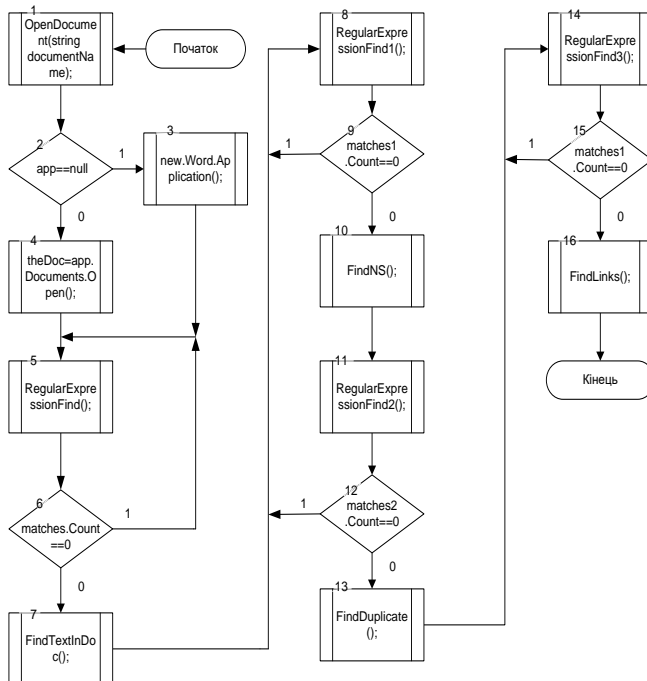 1
OpenDocume
nt(string
documentNa
me);
Початок
2
app==null
1
0
3
new.Word.Ap
plication();
4
theDoc=app.
Documents.O
pen();
5
RegularExpre
ssionFind();
6
matches.Count
==0
1
0
7
FindTextInDo
c();
8
RegularExpre
ssionFind1();
9
matches1
.Count==0
1
0
10
FindNS();
11
RegularExpre
ssionFind2();
12
matches2
.Count==0
1
0
13
FindDuplicate
();
14
RegularExpre
ssionFind3();
15
matches1
.Count==0
1
0
16
FindLinks();
Кінець